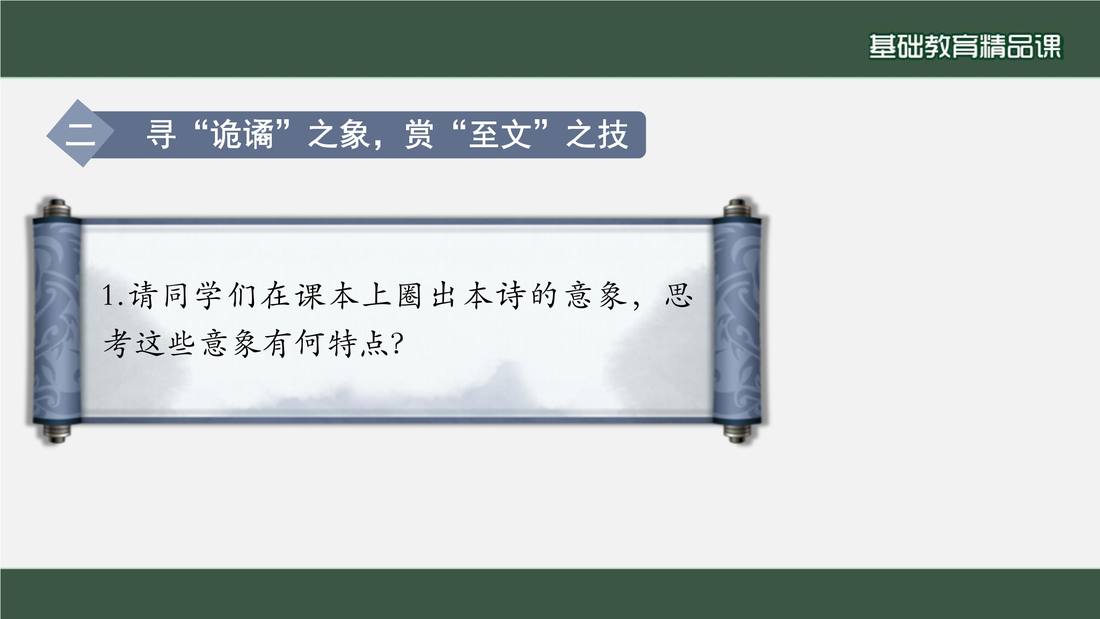 基础教育精品课
二
寻“诡谲”之象，赏“至文”之技
1.请同学们在课本上圈出本诗的意象，思
考这些意象有何特点?